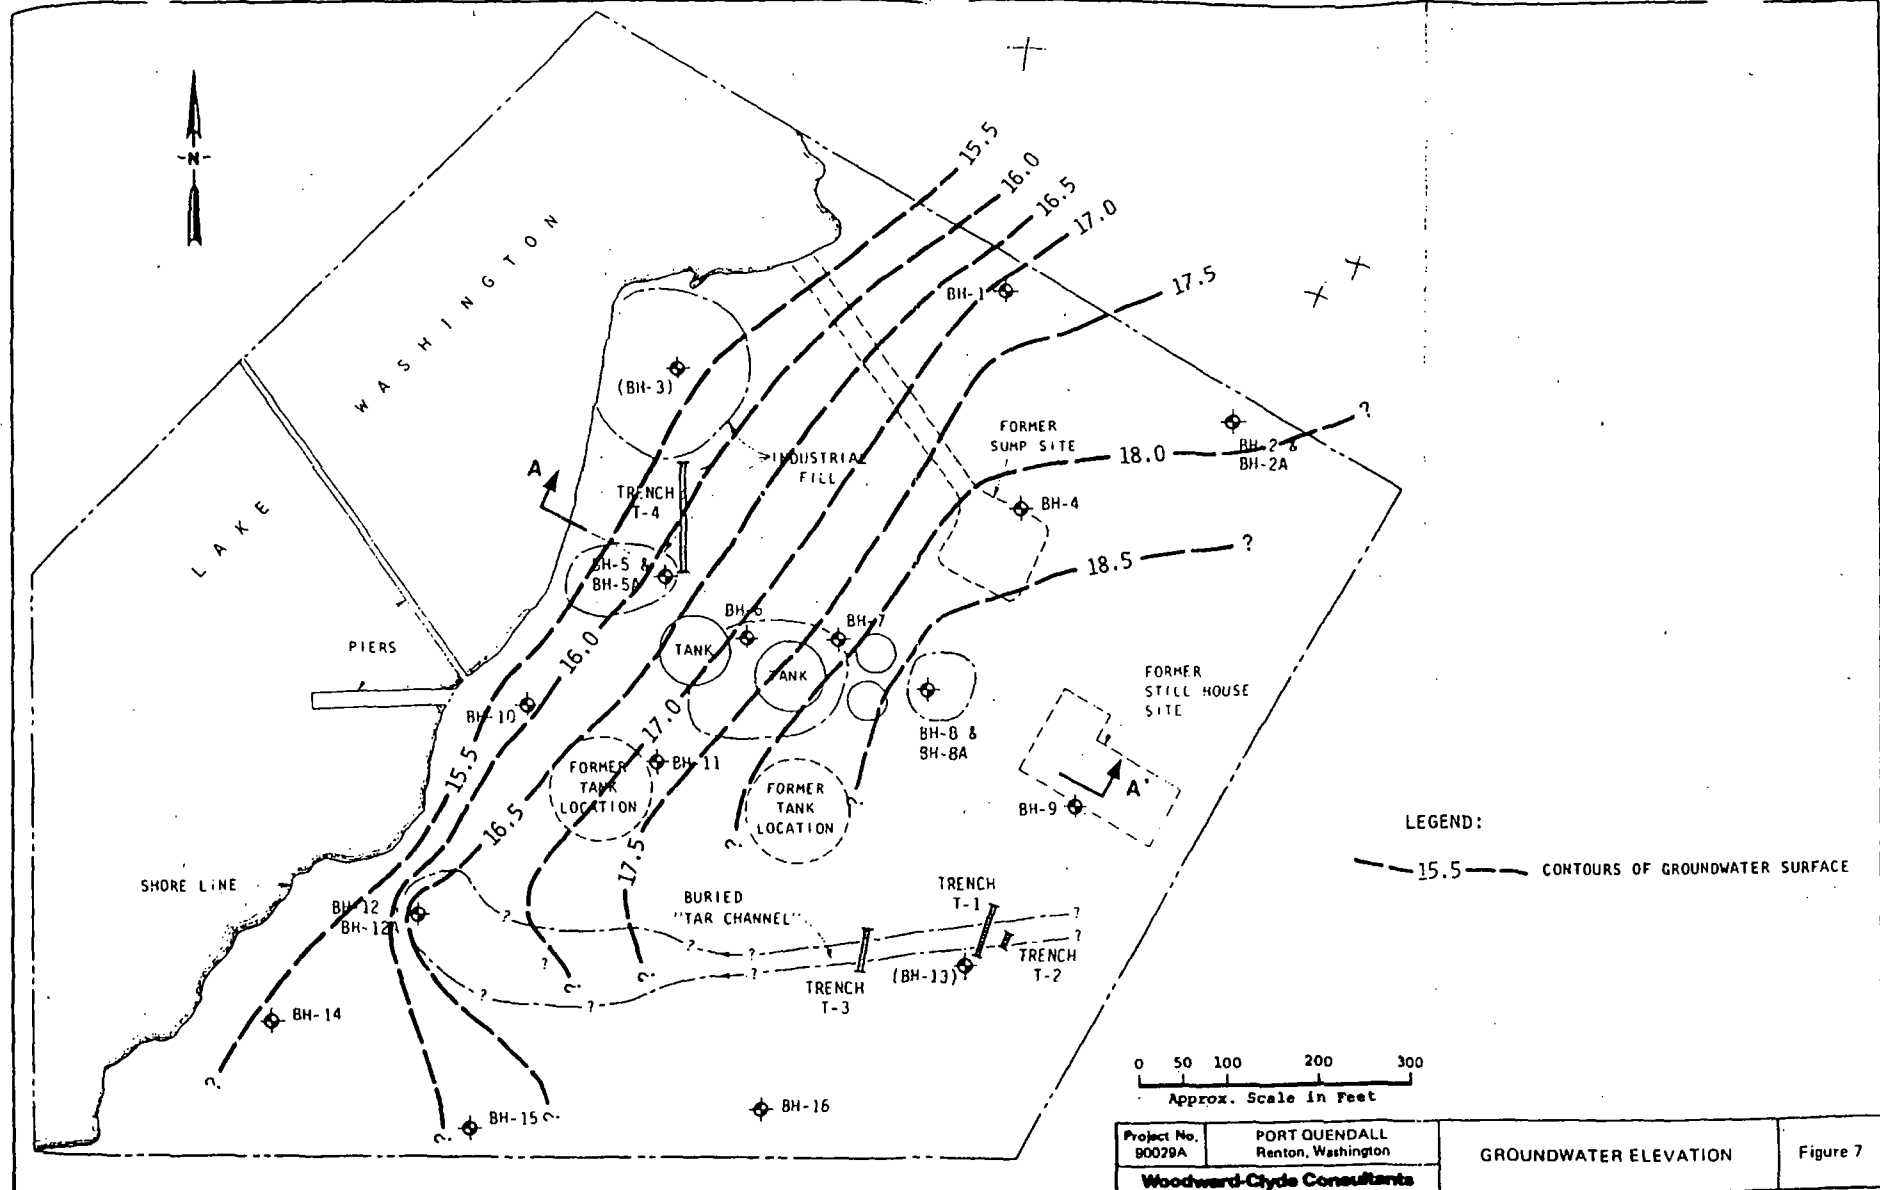 N
15.5
16.0
16.5
17.0
17.5
WASHINGTON
LAKE
BH-1
(BH-3)
FORMER
SUMP SITE
?
BH-2 &
BH-2A
18.0
INDUSTRIAL
FILL
A
TRENCH
T-4
BH-4
18.5
?
BH-5 &
BH-5A
BH-6
BH-7
PIERS
16.0
TANK
TANK
FORMER
STILL HOUSE
SITE
BH-10
17.0
BH-8 &
BH-8A
15.5
BH-11
FORMER
TANK
LOCATION
FORMER
TANK
LOCATION
?
A'
BH-9
16.5
?
17.5
LEGEND:
15.5 CONTOURS OF GROUNDWATER SURFACE
SHORE LINE
BH-12
BH-12A
BURIED
"TAR CHANNEL"
TRENCH
T-1
?
?
?
?
?
?
?
?
?
?
?
TRENCH
T-3
(BH-13)
TRENCH
T-2
BH-14
?
BH-15
?
?
BH-16
0 50 100 200 300
Approx. Scale in Feet
Project No.
90029A
PORT QUENDALL
Renton, Washington
Woodward-Clyde Consultants
GROUNDWATER ELEVATION
Figure 7